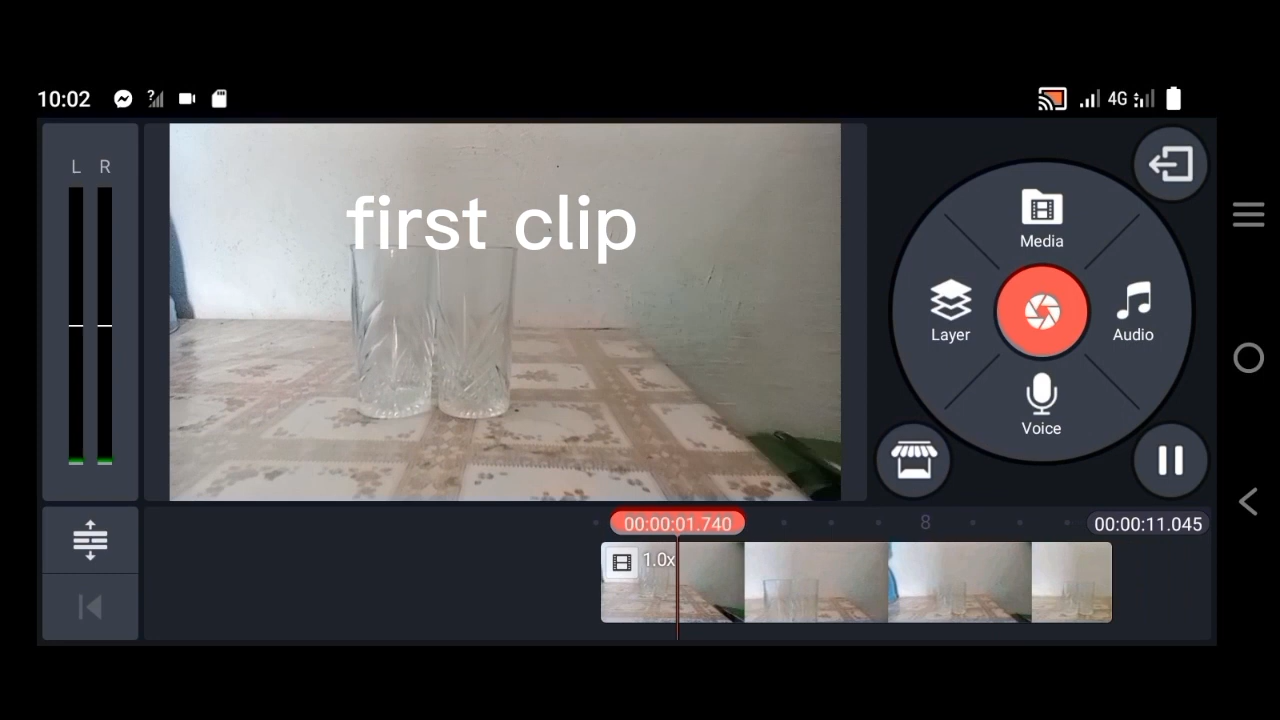 10:02
?
4G
L R
first clip
Media
Layer
Audio
Voice
00:00:01.740
8
00:00:11.045
1.0x